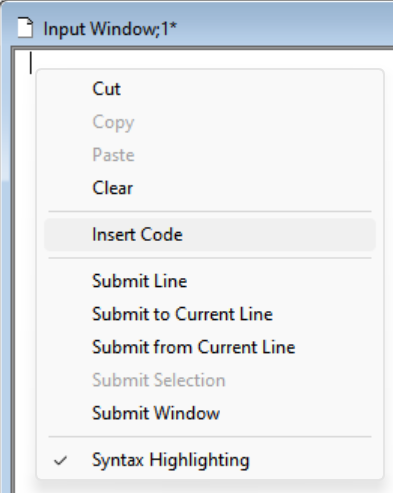 Input Window;1*
Cut
Copy
Paste
Clear
Insert Code
Submit Line
Submit to Current Line
Submit from Current Line
Submit Selection
Submit Window
Syntax Highlighting